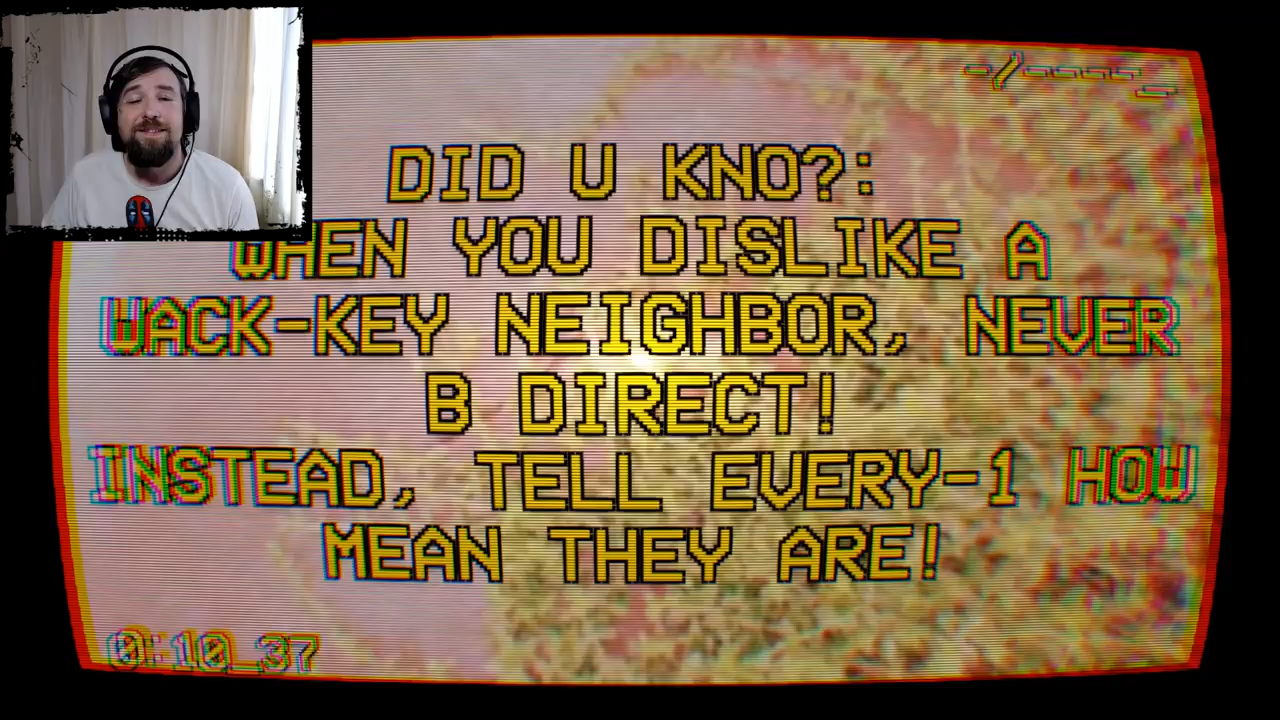 DID U KNO?:
WHEN YOU DISLIKE A
WACK-KEY NEIGHBOR, NEVER
B DIRECT!
INSTEAD, TELL EVERY-1 HOW
MEAN THEY ARE!
0:10_37